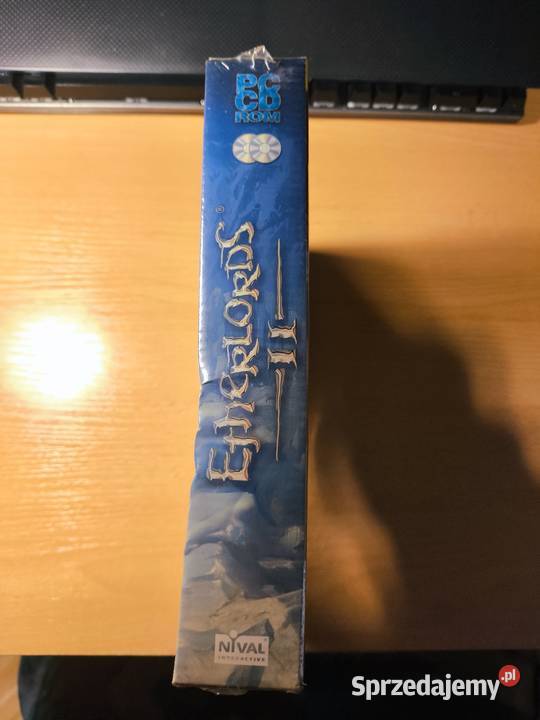 PC
CD
ROM
ETHERLORDS®
II
NIVAL
INTERACTIVE
Sprzedajemy.pl